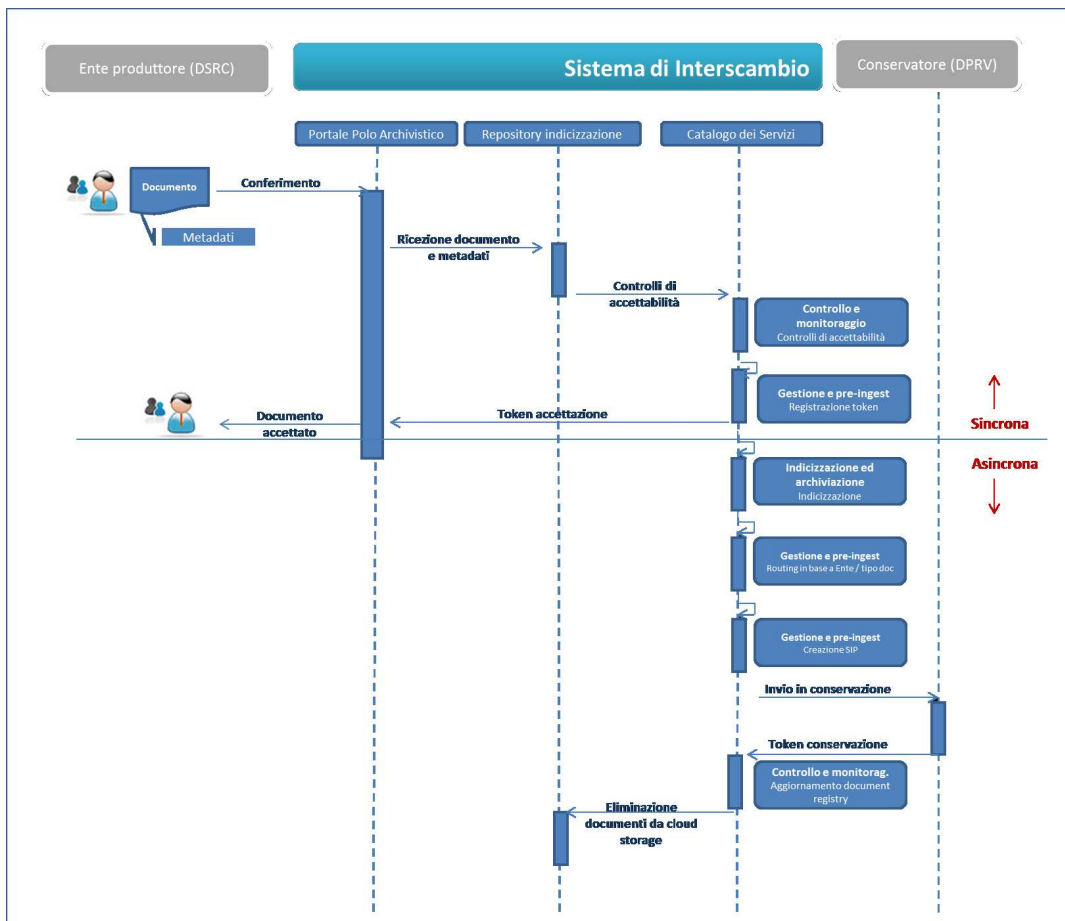 Ente produttore (DSRC)
Sistema di Interscambio
Conservatore (DPRV)
Portale Polo Archivistico
Repository indicizzazione
Catalogo dei Servizi
Documento
Metadati
Conferimento
Ricezione documento
e metadati
Controlli di
accettabilità
Controllo e
monitoraggio
Controlli di accettabilità
Gestione e pre-ingest
Registrazione token
Token accettazione
Documento
accettato
Sincrona
Asincrona
Indicizzazione ed
archiviazione
Indicizzazione
Gestione e pre-ingest
Routing in base a Ente / tipo doc
Gestione e pre-ingest
Creazione SIP
Invio in conservazione
Token conservazione
Controllo e monitorag.
Aggiornamento document
registry
Eliminazione
documenti da cloud
storage